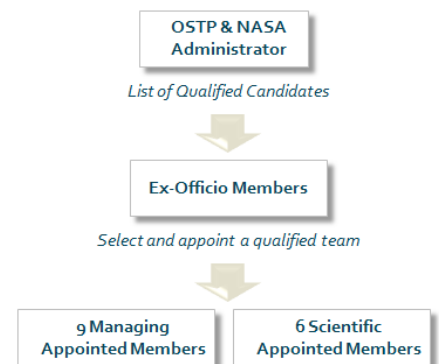 OSTP & NASA
Administrator
List of Qualified Candidates
Ex-Officio Members
Select and appoint a qualified team
9 Managing
Appointed Members
6 Scientific
Appointed Members